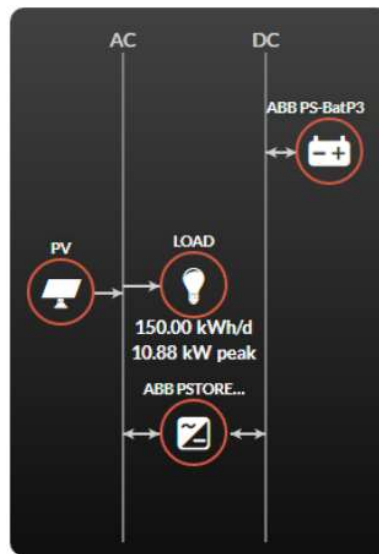 AC
DC
ABB PS-BatP3
PV
LOAD
150.00 kWh/d
10.88 kW peak
ABB PSTORE...